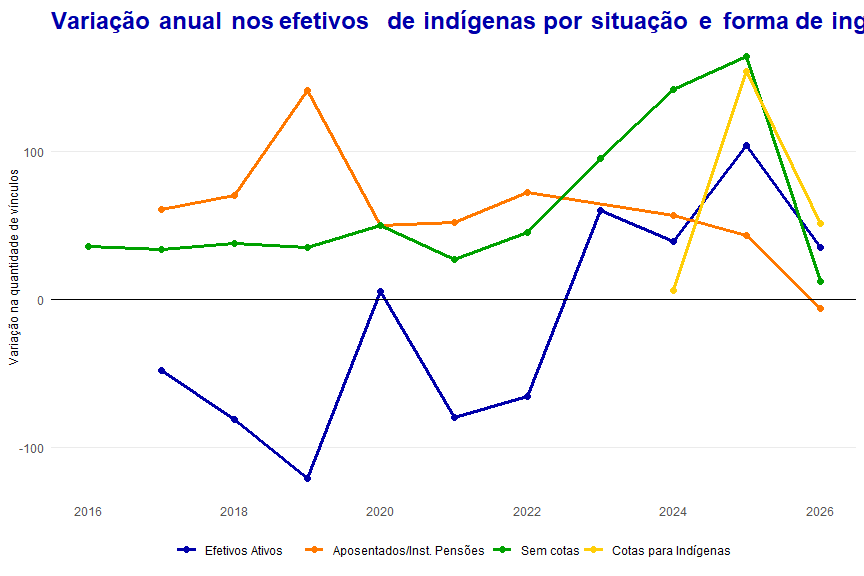 Variação anual nos efetivos de indígenas por situação e forma de ing
Variação na quantidade de vínculos
100
0
-100
2016 2018 2020 2022 2024 2026
Efetivos Ativos Aposentados/Inst. Pensões Sem cotas Cotas para Indígenas